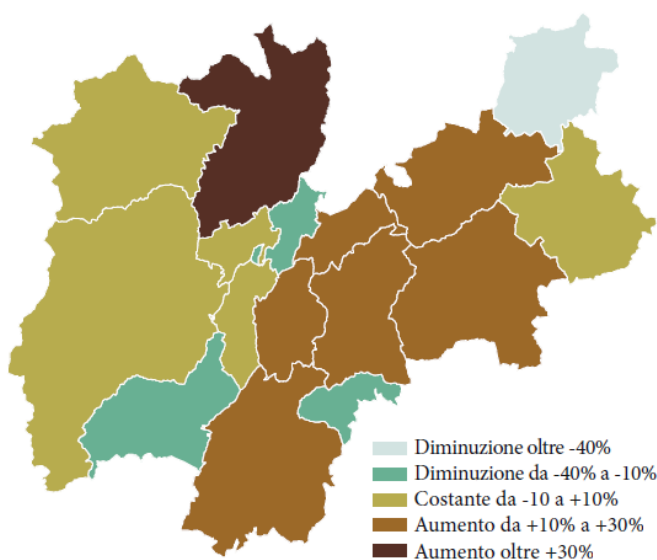 Diminuzione oltre -40%
Diminuzione da -40% a -10%
Costante da -10 a +10%
Aumento da +10% a +30%
Aumento oltre +30%